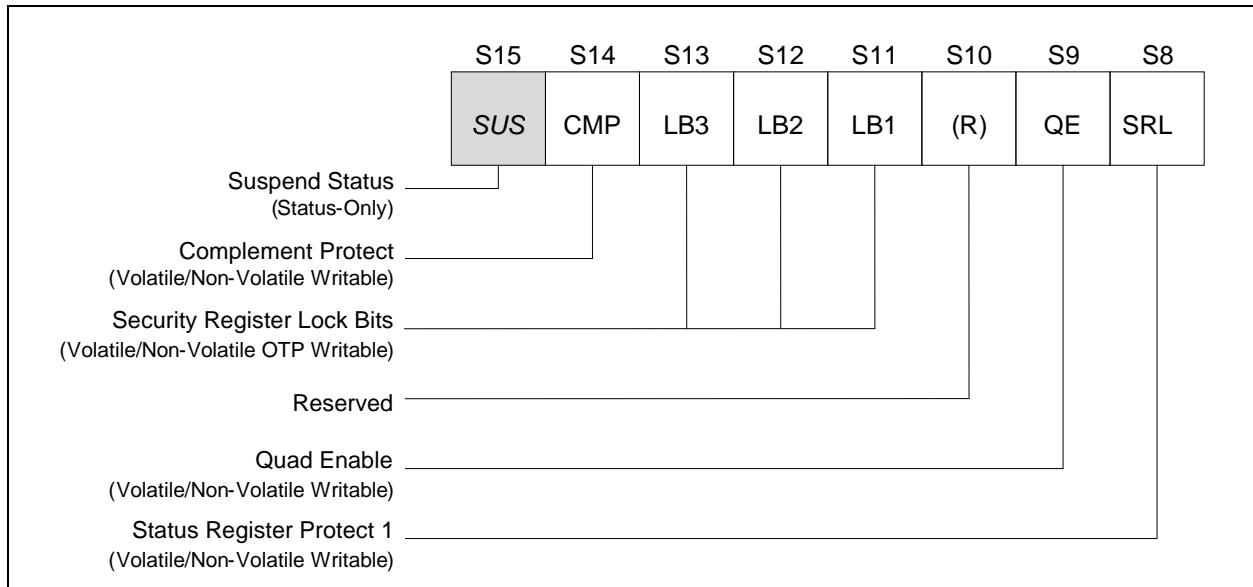 S15 S14 S13 S12 S11 S10 S9 S8
SUS CMP LB3 LB2 LB1 (R) QE SRL
Suspend Status
(Status-Only)
Complement Protect
(Volatile/Non-Volatile Writable)
Security Register Lock Bits
(Volatile/Non-Volatile OTP Writable)
Reserved
Quad Enable
(Volatile/Non-Volatile Writable)
Status Register Protect 1
(Volatile/Non-Volatile Writable)